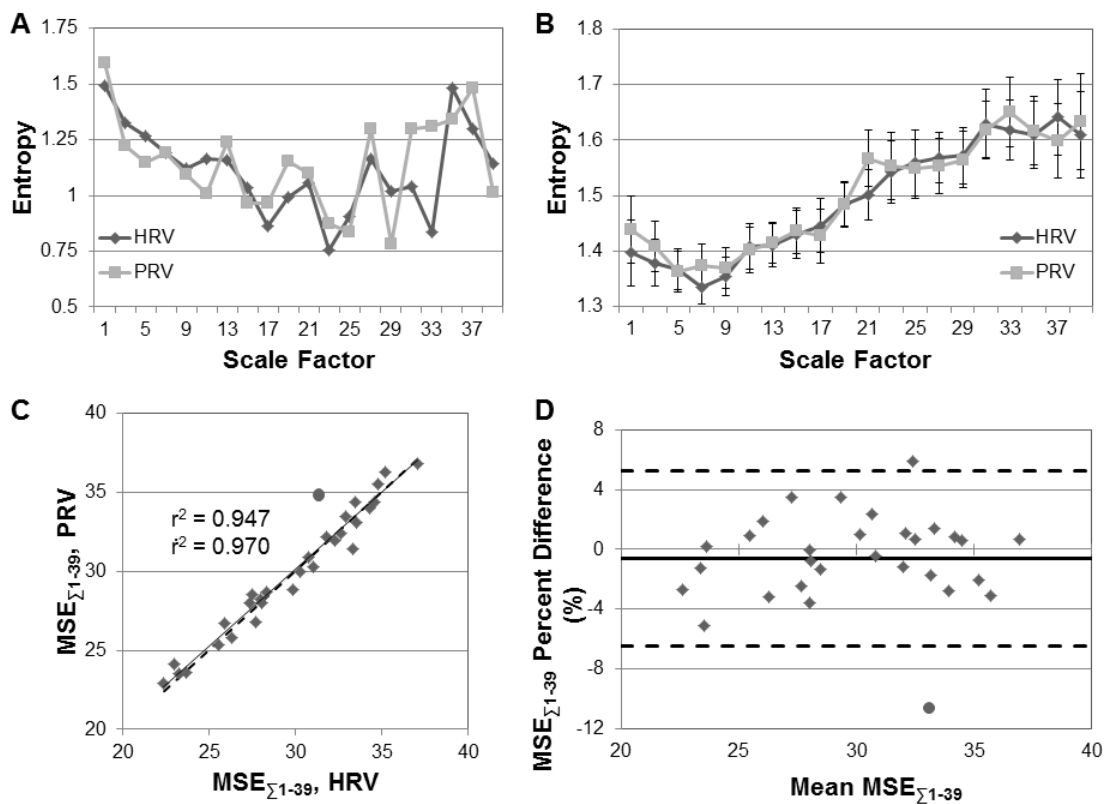 A
1.75
1.5
1.25
1
0.75
0.5
Entropy
HRV
PRV
1 5 9 13 17 21 25 29 33 37
Scale Factor
B
1.8
1.7
1.6
1.5
1.4
1.3
Entropy
HRV
PRV
1 5 9 13 17 21 25 29 33 37
Scale Factor
C
40
35
30
25
20
MSE∑1-39, PRV
r² = 0.947
ṙ² = 0.970
20 25 30 35 40
MSE∑1-39, HRV
D
8
4
0
-4
-8
-12
MSE∑1-39 Percent Difference
(%)
20 25 30 35 40
Mean MSE∑1-39